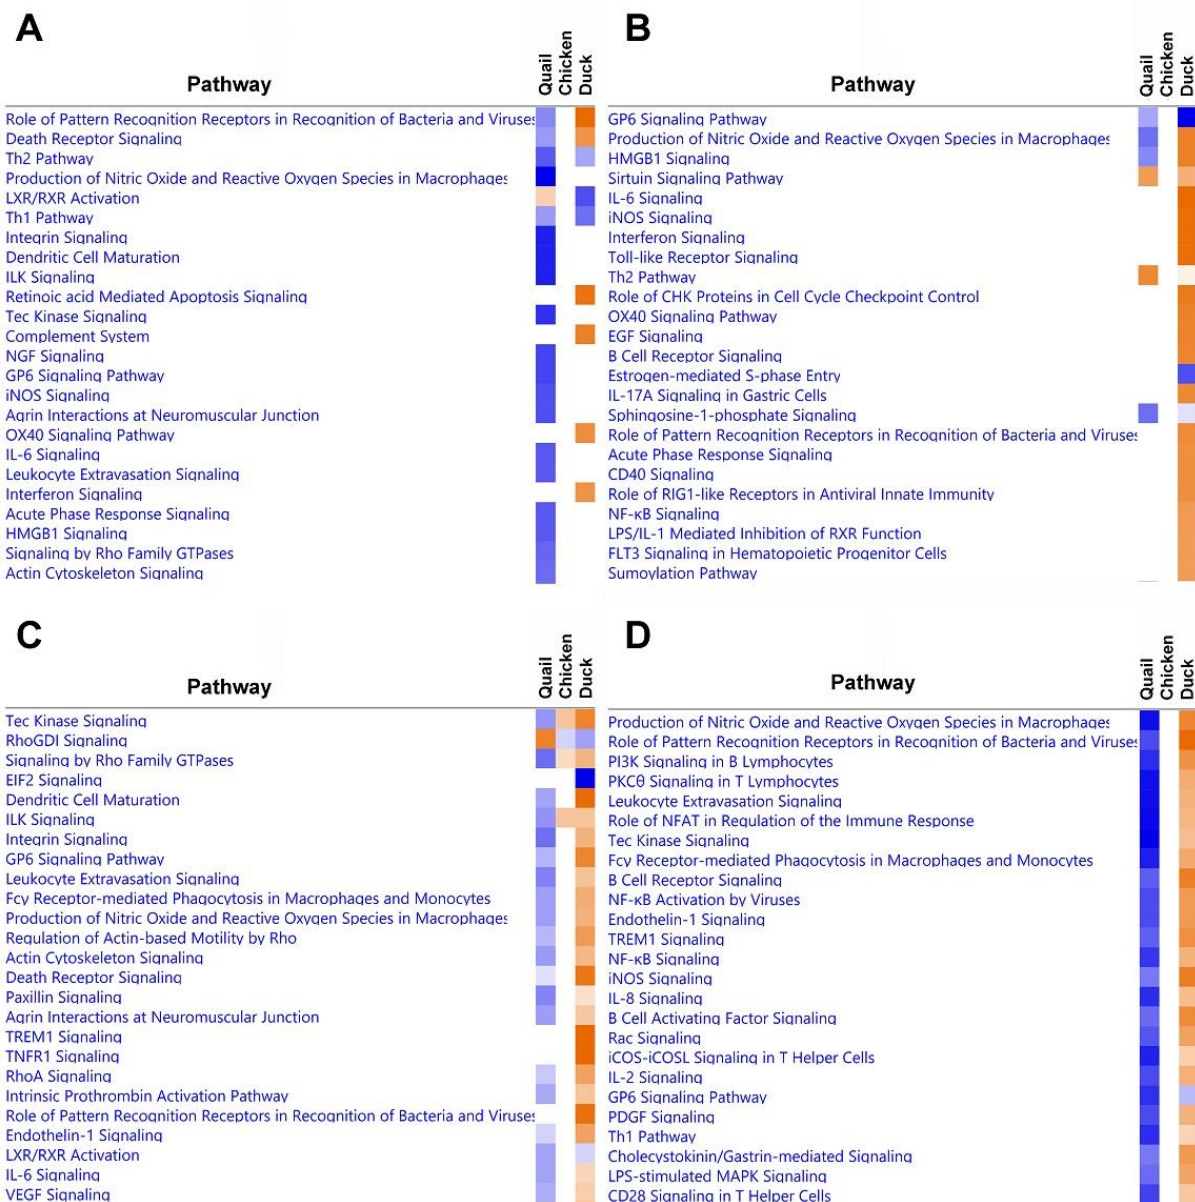 A
Quail
Chicken
Duck
Pathway
Role of Pattern Recognition Receptors in Recognition of Bacteria and Viruses
Death Receptor Signaling
Th2 Pathway
Production of Nitric Oxide and Reactive Oxygen Species in Macrophages
LXR/RXR Activation
Th1 Pathway
Integrin Signaling
Dendritic Cell Maturation
ILK Signaling
Retinoic acid Mediated Apoptosis Signaling
Tec Kinase Signaling
Complement System
NGF Signaling
GP6 Signaling Pathway
iNOS Signaling
Agrin Interactions at Neuromuscular Junction
OX40 Signaling Pathway
IL-6 Signaling
Leukocyte Extravasation Signaling
Interferon Signaling
Acute Phase Response Signaling
HMGB1 Signaling
Signaling by Rho Family GTPases
Actin Cytoskeleton Signaling
B
Quail
Chicken
Duck
Pathway
GP6 Signaling Pathway
Production of Nitric Oxide and Reactive Oxygen Species in Macrophages
HMGB1 Signaling
Sirtuin Signaling Pathway
IL-6 Signaling
iNOS Signaling
Interferon Signaling
Toll-like Receptor Signaling
Th2 Pathway
Role of CHK Proteins in Cell Cycle Checkpoint Control
OX40 Signaling Pathway
EGF Signaling
B Cell Receptor Signaling
Estrogen-mediated S-phase Entry
IL-17A Signaling in Gastric Cells
Sphingosine-1-phosphate Signaling
Role of Pattern Recognition Receptors in Recognition of Bacteria and Viruses
Acute Phase Response Signaling
CD40 Signaling
Role of RIG1-like Receptors in Antiviral Innate Immunity
NF-κB Signaling
LPS/IL-1 Mediated Inhibition of RXR Function
FLT3 Signaling in Hematopoietic Progenitor Cells
Sumoylation Pathway
C
Quail
Chicken
Duck
Pathway
Tec Kinase Signaling
RhoGDI Signaling
Signaling by Rho Family GTPases
EIF2 Signaling
Dendritic Cell Maturation
ILK Signaling
Integrin Signaling
GP6 Signaling Pathway
Leukocyte Extravasation Signaling
Fcγ Receptor-mediated Phagocytosis in Macrophages and Monocytes
Production of Nitric Oxide and Reactive Oxygen Species in Macrophages
Regulation of Actin-based Motility by Rho
Actin Cytoskeleton Signaling
Death Receptor Signaling
Paxillin Signaling
Agrin Interactions at Neuromuscular Junction
TREM1 Signaling
TNFR1 Signaling
RhoA Signaling
Intrinsic Prothrombin Activation Pathway
Role of Pattern Recognition Receptors in Recognition of Bacteria and Viruses
Endothelin-1 Signaling
LXR/RXR Activation
IL-6 Signaling
VEGF Signaling
D
Quail
Chicken
Duck
Pathway
Production of Nitric Oxide and Reactive Oxygen Species in Macrophages
Role of Pattern Recognition Receptors in Recognition of Bacteria and Viruses
PI3K Signaling in B Lymphocytes
PKCθ Signaling in T Lymphocytes
Leukocyte Extravasation Signaling
Role of NFAT in Regulation of the Immune Response
Tec Kinase Signaling
Fcγ Receptor-mediated Phagocytosis in Macrophages and Monocytes
B Cell Receptor Signaling
NF-κB Activation by Viruses
Endothelin-1 Signaling
TREM1 Signaling
NF-κB Signaling
iNOS Signaling
IL-8 Signaling
B Cell Activating Factor Signaling
Rac Signaling
iCOS-iCOSL Signaling in T Helper Cells
IL-2 Signaling
GP6 Signaling Pathway
PDGF Signaling
Th1 Pathway
Cholecystokinin/Gastrin-mediated Signaling
LPS-stimulated MAPK Signaling
CD28 Signaling in T Helper Cells